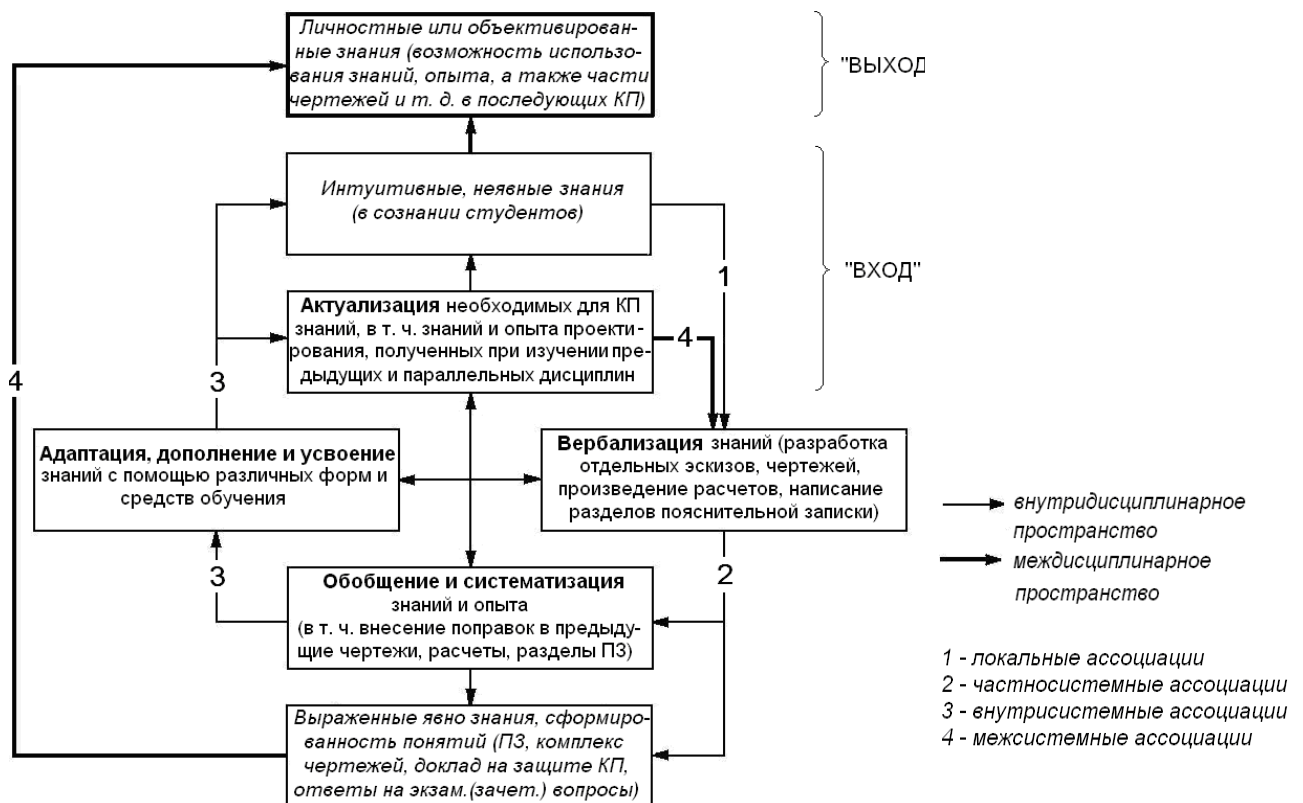 Личностные или объективирован-
ные знания (возможность использо-
вания знаний, опыта, а также части
чертежей и т. д. в последующих КП)
"ВЫХОД
Интуитивные, неявные знания
(в сознании студентов)
1
"ВХОД"
Актуализация необходимых для КП
знаний, в т. ч. знаний и опыта проекти-
рования, полученных при изучении пре-
дыдущих и параллельных дисциплин
4
4
3
Адаптация, дополнение и усвоение
знаний с помощью различных форм и
средств обучения
Вербализация знаний (разработка
отдельных эскизов, чертежей,
произведение расчетов, написание
разделов пояснительной записки)
3
2
Обобщение и систематизация
знаний и опыта
(в т. ч. внесение поправок в предыду-
щие чертежи, расчеты, разделы ПЗ)
Выраженные явно знания, сформиро-
ванность понятий (ПЗ, комплекс
чертежей, доклад на защите КП,
ответы на экзам.(зачет.) вопросы)
внутридисциплинарное
пространство
междисциплинарное
пространство
1 - локальные ассоциации
2 - частносистемные ассоциации
3 - внутрисистемные ассоциации
4 - межсистемные ассоциации